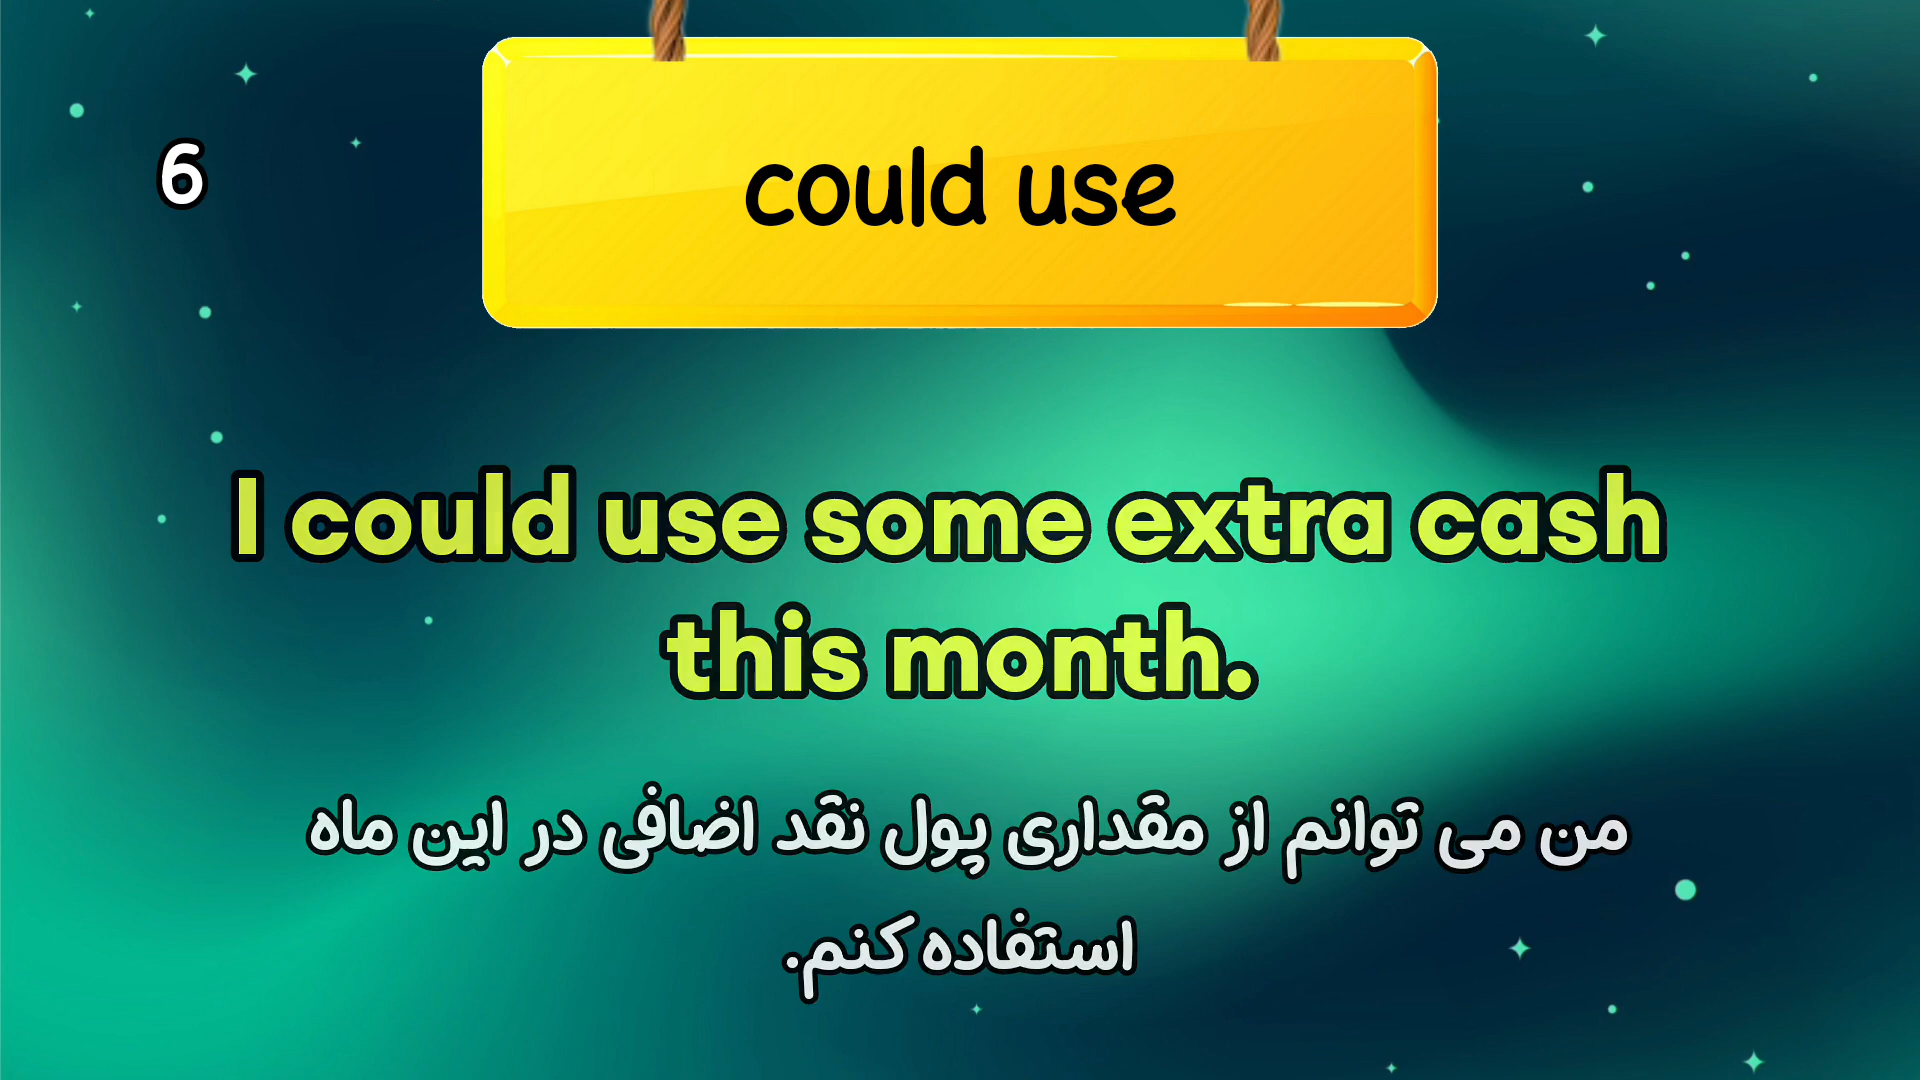 6
could use
I could use some extra cash
this month.
من می توانم از مقداری پول نقد اضافی در این ماه
استفاده کنم.